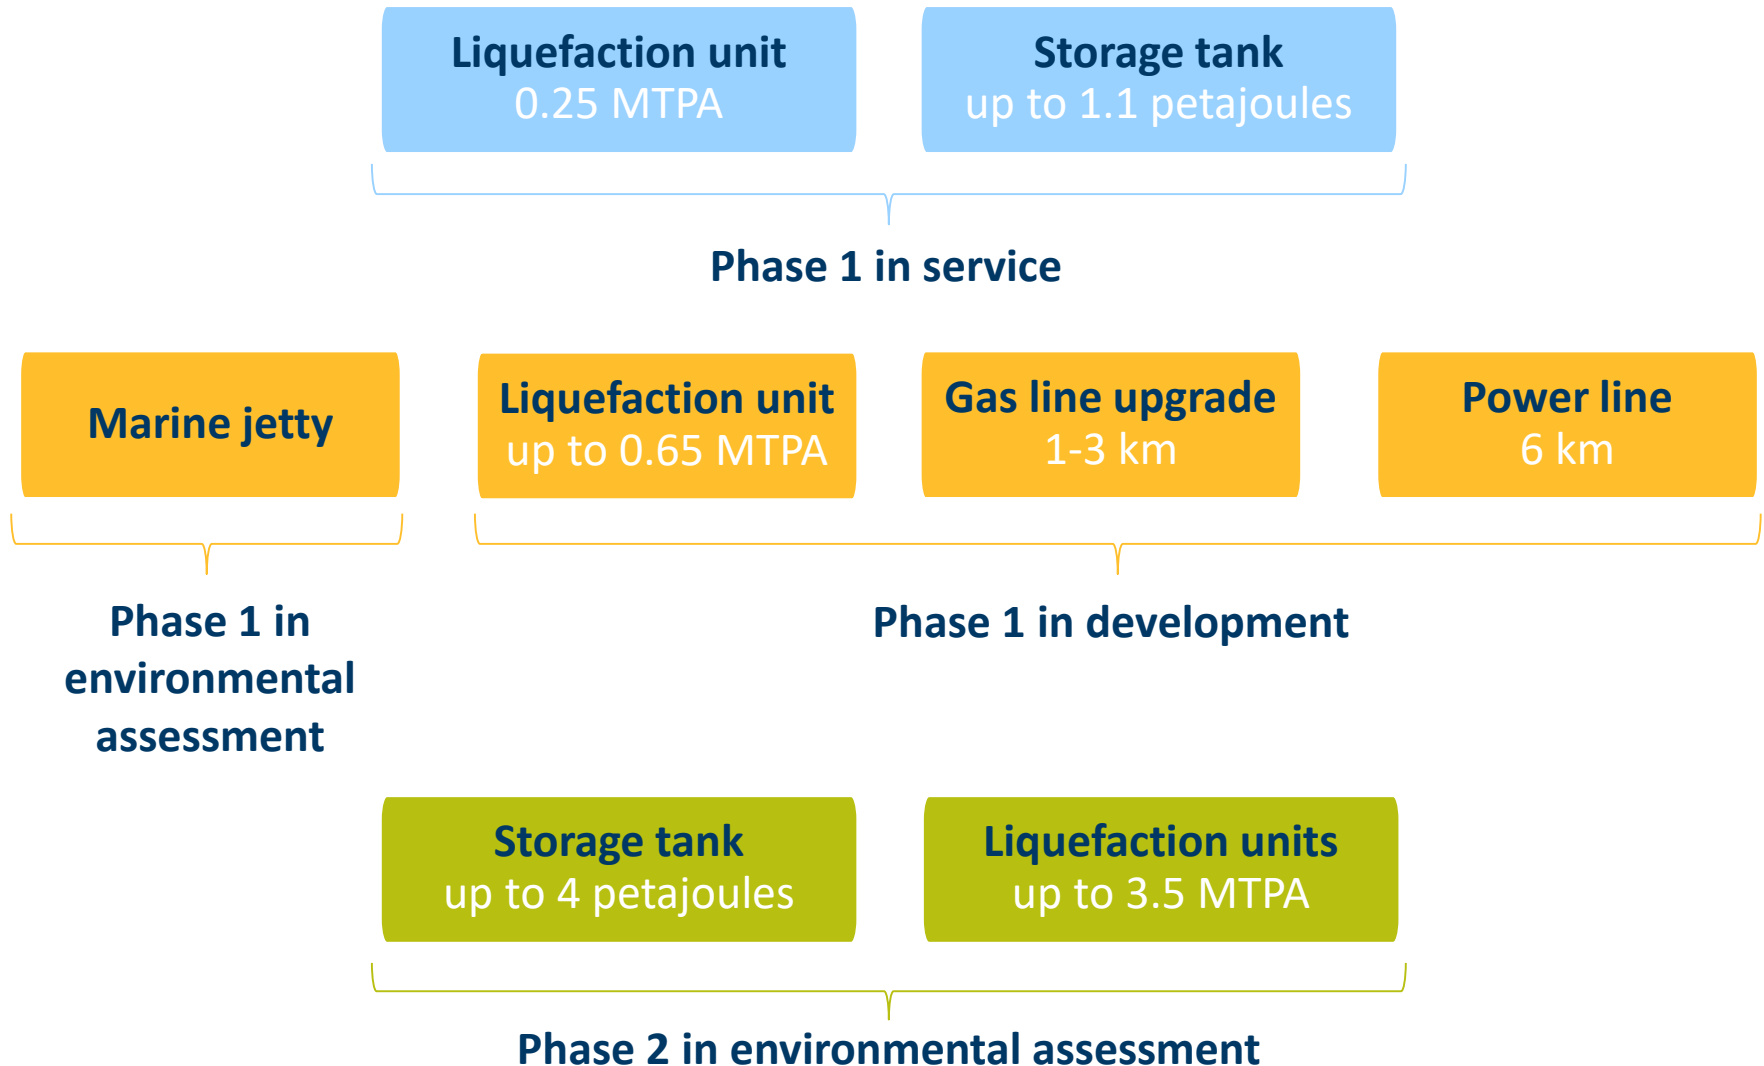 Liquefaction unit
0.25 MTPA
Storage tank
up to 1.1 petajoules
Phase 1 in service
Marine jetty
Liquefaction unit
up to 0.65 MTPA
Gas line upgrade
1-3 km
Power line
6 km
Phase 1 in
environmental
assessment
Phase 1 in development
Storage tank
up to 4 petajoules
Liquefaction units
up to 3.5 MTPA
Phase 2 in environmental assessment